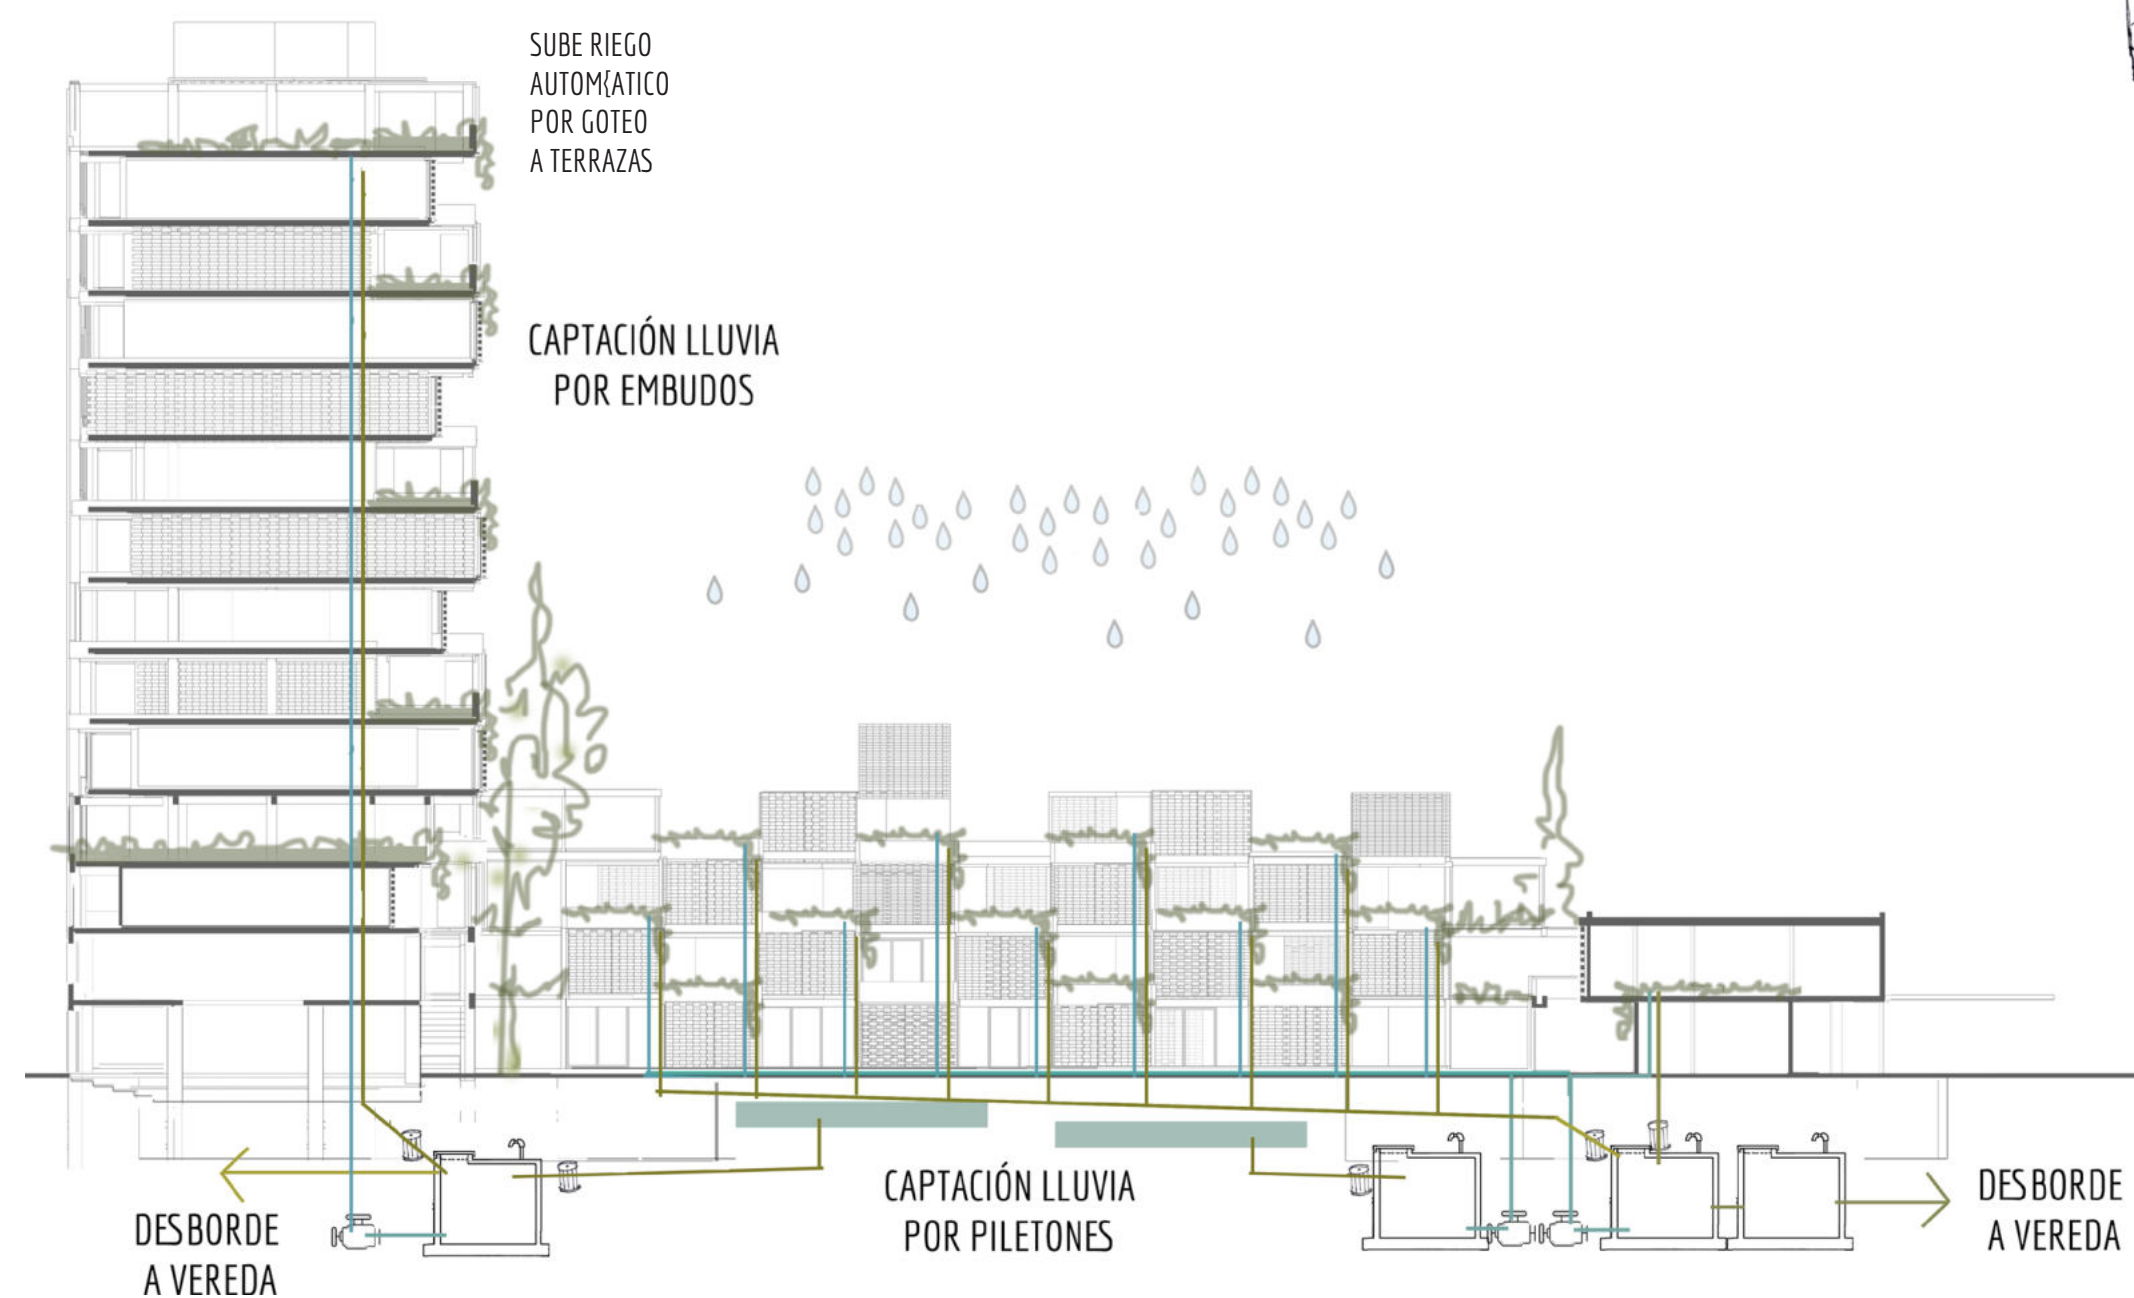 SUBE RIEGO
AUTOM{ATICO
POR GOTEO
A TERRAZAS
CAPTACIÓN LLUVIA
POR EMBUDOS
CAPTACIÓN LLUVIA
POR PILETONES
DESBORDE
A VEREDA
DESBORDE
A VEREDA